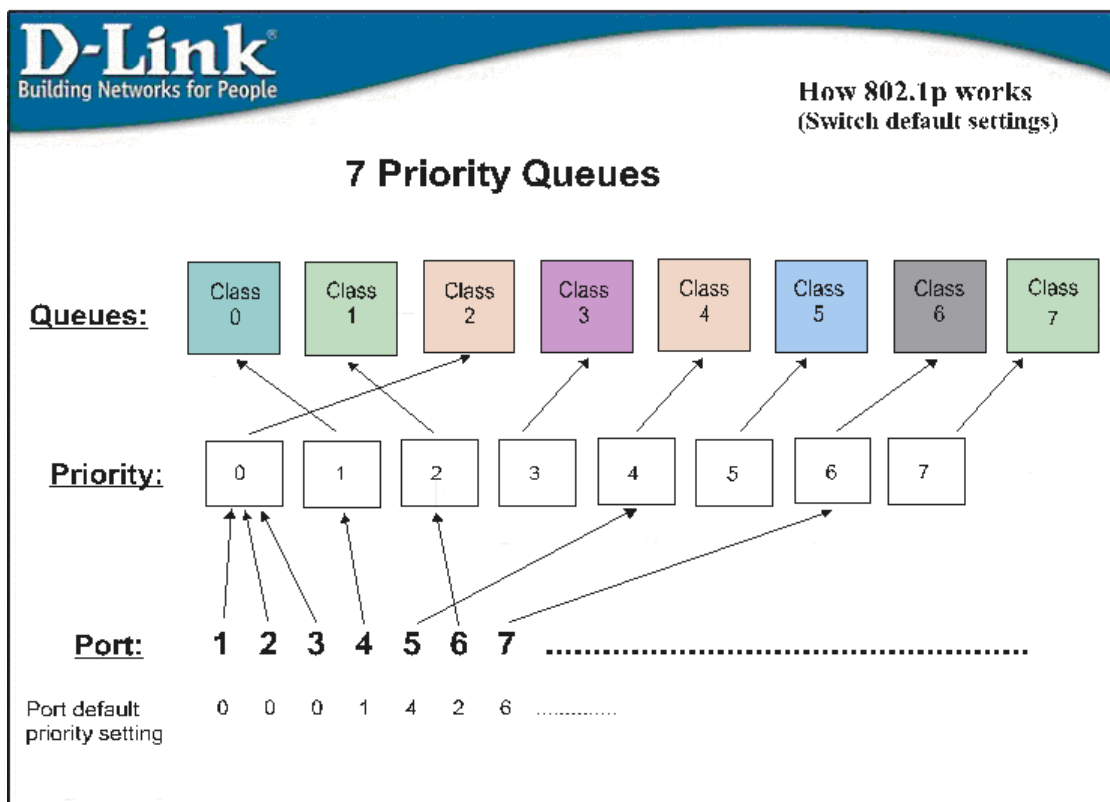 D-Link®
Building Networks for People
How 802.1p works
(Switch default settings)
7 Priority Queues
Queues:
Class 0
Class 1
Class 2
Class 3
Class 4
Class 5
Class 6
Class 7
Priority:
0 1 2 3 4 5 6 7
Port:
1 2 3 4 5 6 7 ................................................
Port default
priority setting
0 0 0 1 4 2 6 .............